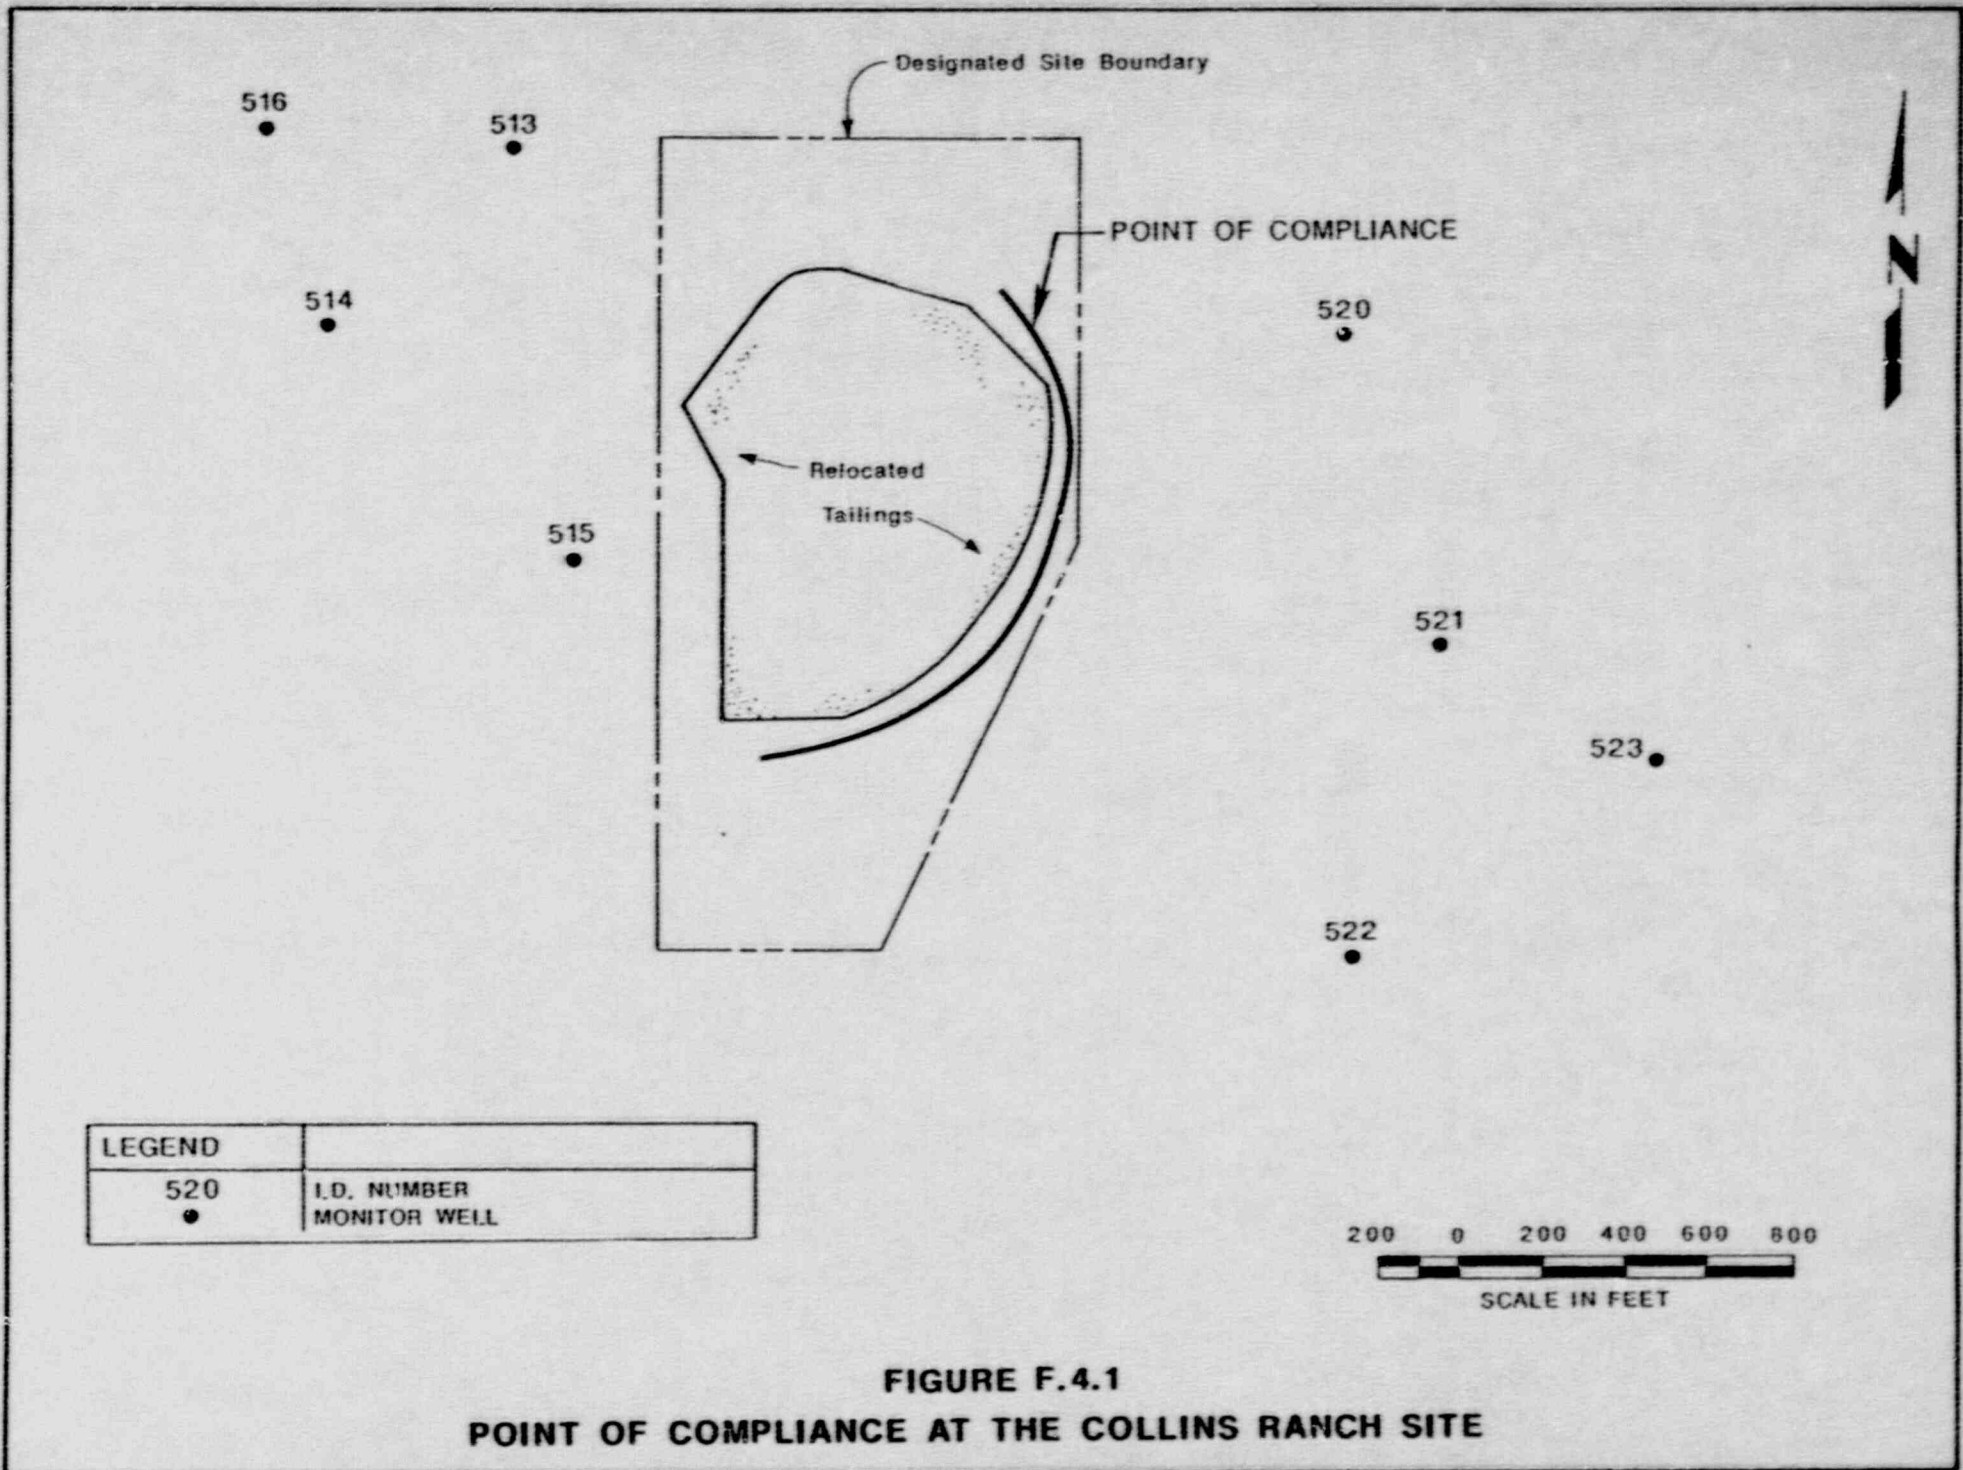 Designated Site Boundary
516
513
POINT OF COMPLIANCE
N
514
520
Relocated
Tailings
515
521
523
522
LEGEND
520
I.D. NUMBER
MONITOR WELL
200 0 200 400 600 800
SCALE IN FEET
FIGURE F.4.1
POINT OF COMPLIANCE AT THE COLLINS RANCH SITE